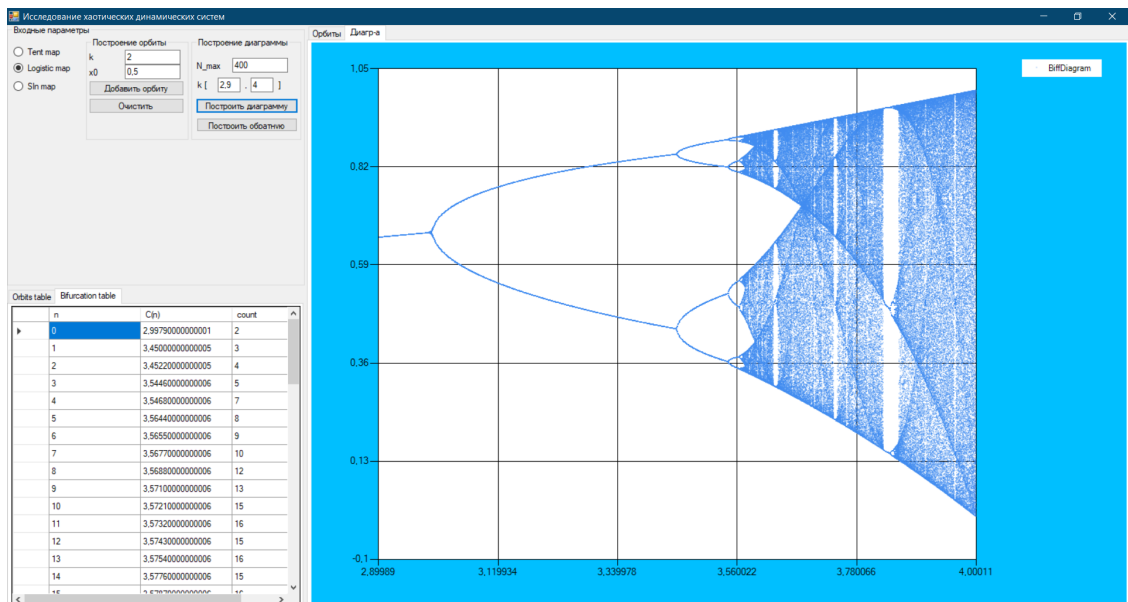 Исследование хаотических динамических систем
Входные параметры
Tent map
Logistic map
SIn map
Построение орбиты
k 2
x0 0,5
Добавить орбиту
Очистить
Построение диаграммы
N_max 400
k [ 2,9 , 4 ]
Построить диаграмму
Построить обратную
Orbits table Bifurcation table
n C(n) count
0 2,99790000000001 2
1 3,45000000000005 3
2 3,45220000000005 4
3 3,54460000000006 5
4 3,54680000000006 7
5 3,56440000000006 8
6 3,56550000000006 9
7 3,56770000000006 10
8 3,56880000000006 12
9 3,57100000000006 13
10 3,57210000000006 15
11 3,57320000000006 16
12 3,57430000000006 15
13 3,57540000000006 16
14 3,57760000000006 15
Орбиты Диагр-а
BiffDiagram
1,05
0,82
0,59
0,36
0,13
-0,1
2,89989 3,119934 3,339978 3,560022 3,780066 4,00011